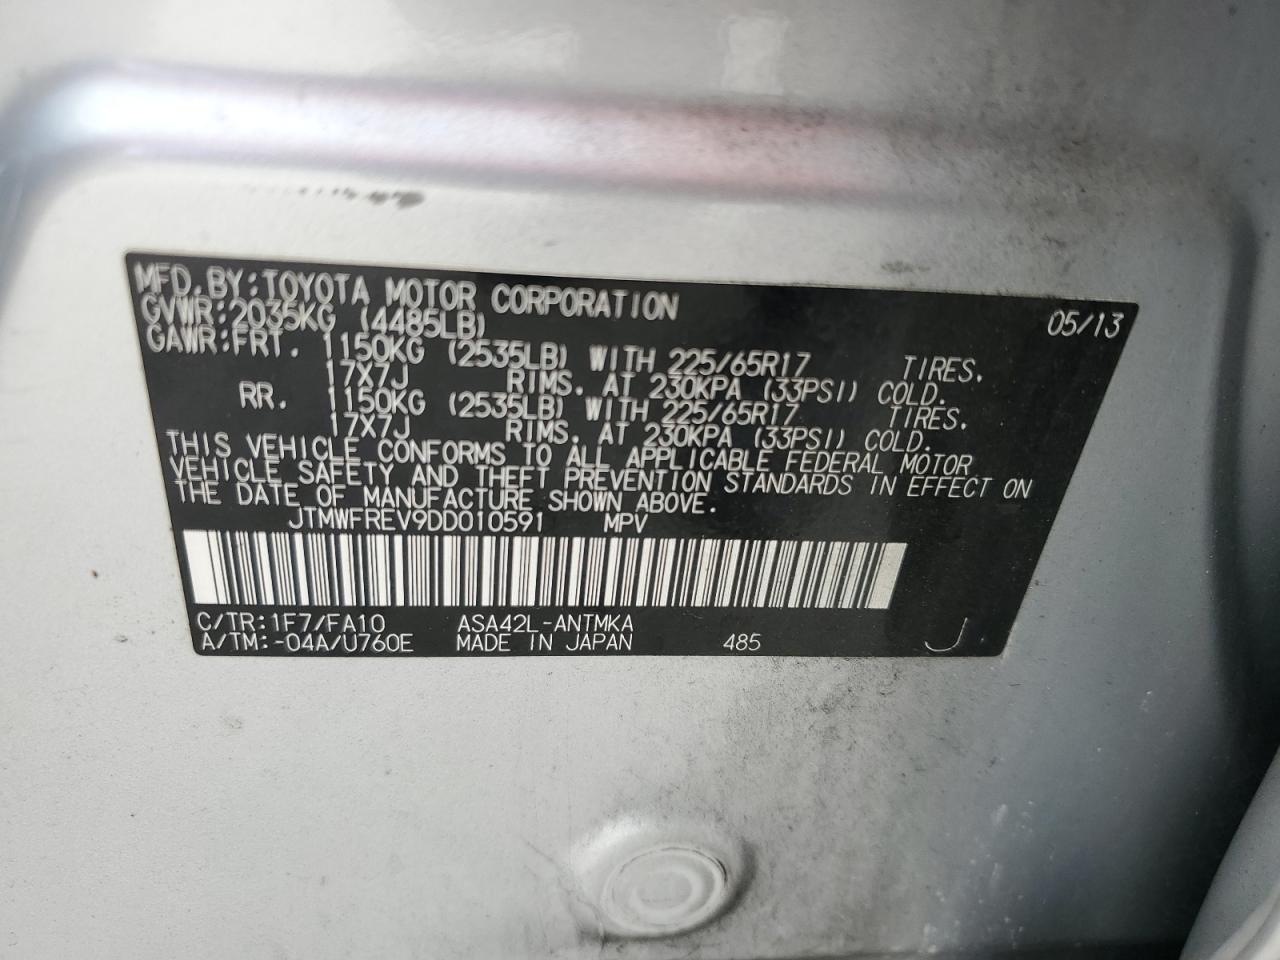 MFD.BY:TOYOTA MOTOR CORPORATION 05/13
GVWR:2035KG (4485LB)
GAWR:FRT. 1150KG (2535LB) WITH 225/65R17 TIRES.
17X7J RIMS. AT 230KPA (33PSI) COLD.
RR. 1150KG (2535LB) WITH 225/65R17 TIRES.
17X7J RIMS. AT 230KPA (33PSI) COLD.
THIS VEHICLE CONFORMS TO ALL APPLICABLE FEDERAL MOTOR
VEHICLE SAFETY AND THEFT PREVENTION STANDARDS IN EFFECT ON
THE DATE OF MANUFACTURE SHOWN ABOVE.
JTMWFREV9DD010591 MPV
C/TR:1F7/FA10 ASA42L-ANTMKA
A/TM:-04A/U760E MADE IN JAPAN 485 J